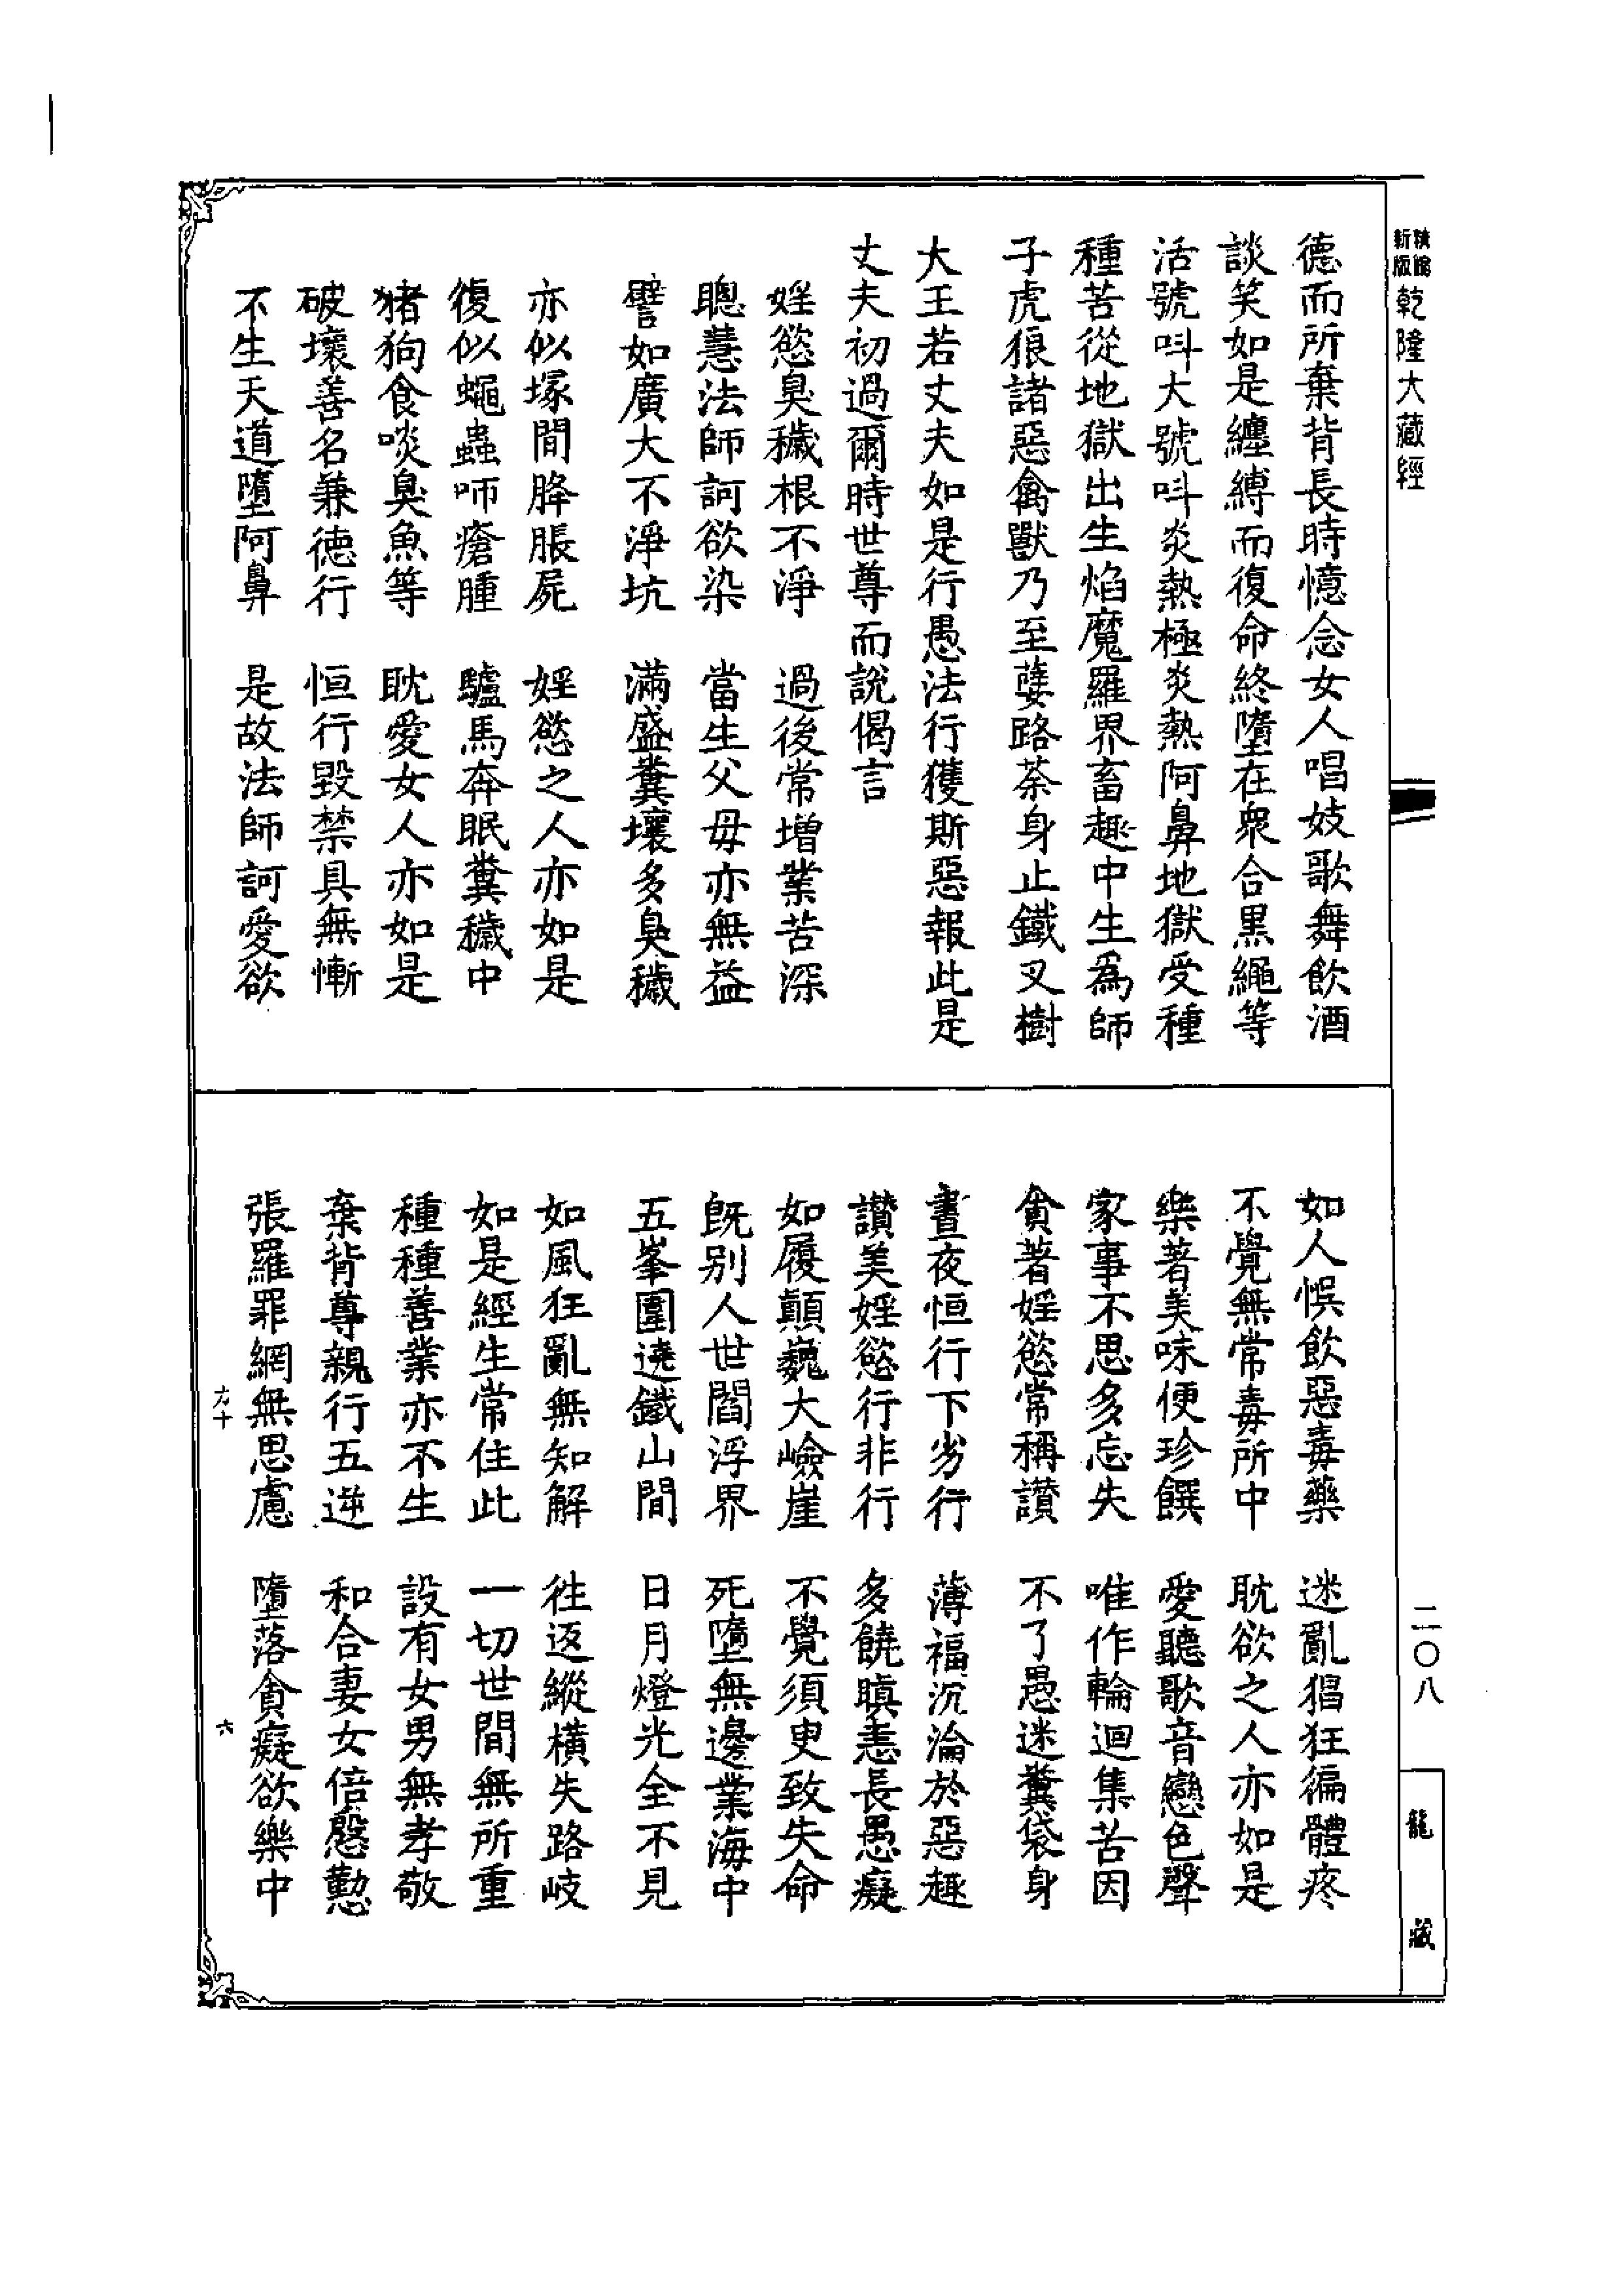 精縮新版乾隆大藏經
德而所棄背長時憶念女人唱妓歌舞飲酒
談笑如是纏縛而復命終墮在衆合黑繩等
活號叫大號叫炎熱極炎熱阿鼻地獄受種
種苦從地獄出生焰魔羅界畜趣中生爲師
子虎狼諸惡禽獸乃至蘡路荼身止鐵叉樹
大王若丈夫如是行愚法行獲斯惡報此是
丈夫初過爾時世尊而說偈言
婬慾臭穢根不淨 過後常增業苦深
聰慧法師訶欲染 當生父母亦無益
譬如廣大不淨坑 滿盛糞壤多臭穢
亦似塚間胮脹屍 婬慾之人亦如是
復似蠅蟲咂瘡腫 驢馬奔眠糞穢中
猪狗食啖臭魚等 耽愛女人亦如是
破壞善名兼德行 恒行毀禁具無慚
不生天道墮阿鼻 是故法師訶愛欲
如人悞飲惡毒藥 迷亂猖狂徧體疼
不覺無常毒所中 耽欲之人亦如是
樂著美味便珍饌 愛聽歌音戀色聲
家事不思多忘失 唯作輪迴集苦因
貪著婬慾常稱讚 不了愚迷糞袋身
晝夜恒行下劣行 薄福沉淪於惡趣
讚美婬慾行非行 多饒瞋恚長愚癡
如履顛巍大嶮崖 不覺須臾致失命
旣別人世閻浮界 死墮無邊業海中
五峯圍遶鐵山間 日月燈光全不見
如風狂亂無知解 往返縱橫失路岐
如是經生常住此 一切世間無所重
種種善業亦不生 設有女男無孝敬
棄背尊親行五逆 和合妻女倍慇懃
張羅罪網無思慮 墮落貪癡欲樂中
六
二〇八
龍藏